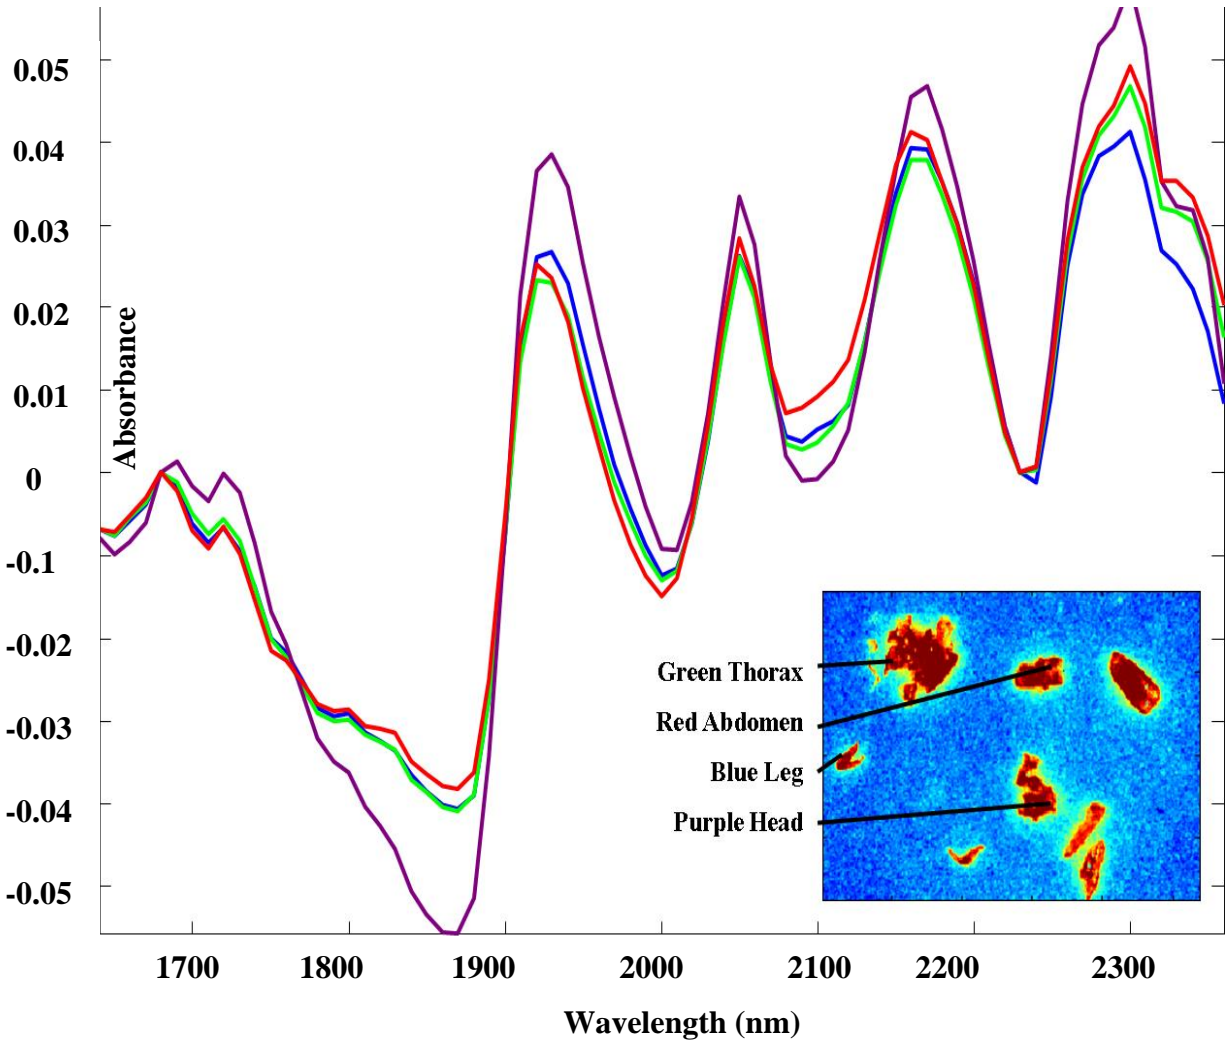 0.05
0.04
0.03
0.02
0.01
0
-0.1
-0.02
-0.03
-0.04
-0.05
Absorbance
Green Thorax
Red Abdomen
Blue Leg
Purple Head
1700 1800 1900 2000 2100 2200 2300
Wavelength (nm)